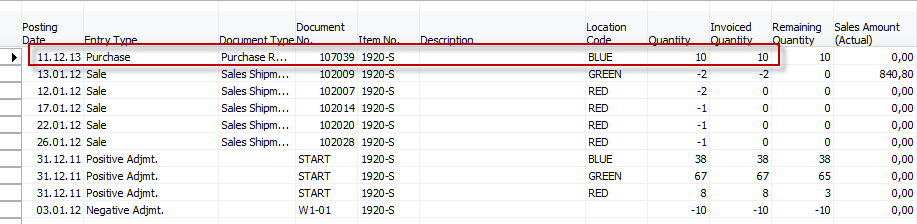 Posting Date Entry Type Document Type Document No. Item No. Description Location Code Quantity Invoiced Quantity Remaining Quantity Sales Amount (Actual)
11.12.13 Purchase Purchase R... 107039 1920-S BLUE 10 10 10 0,00
13.01.12 Sale Sales Shipm... 102009 1920-S GREEN -2 -2 0 840,80
12.01.12 Sale Sales Shipm... 102007 1920-S RED -2 0 0 0,00
17.01.12 Sale Sales Shipm... 102014 1920-S RED -1 0 0 0,00
22.01.12 Sale Sales Shipm... 102020 1920-S RED -1 0 0 0,00
26.01.12 Sale Sales Shipm... 102028 1920-S RED -1 0 0 0,00
31.12.11 Positive Adjmt. START 1920-S BLUE 38 38 38 0,00
31.12.11 Positive Adjmt. START 1920-S GREEN 67 67 65 0,00
31.12.11 Positive Adjmt. START 1920-S RED 8 8 3 0,00
03.01.12 Negative Adjmt. W1-01 1920-S -10 -10 -10 0,00